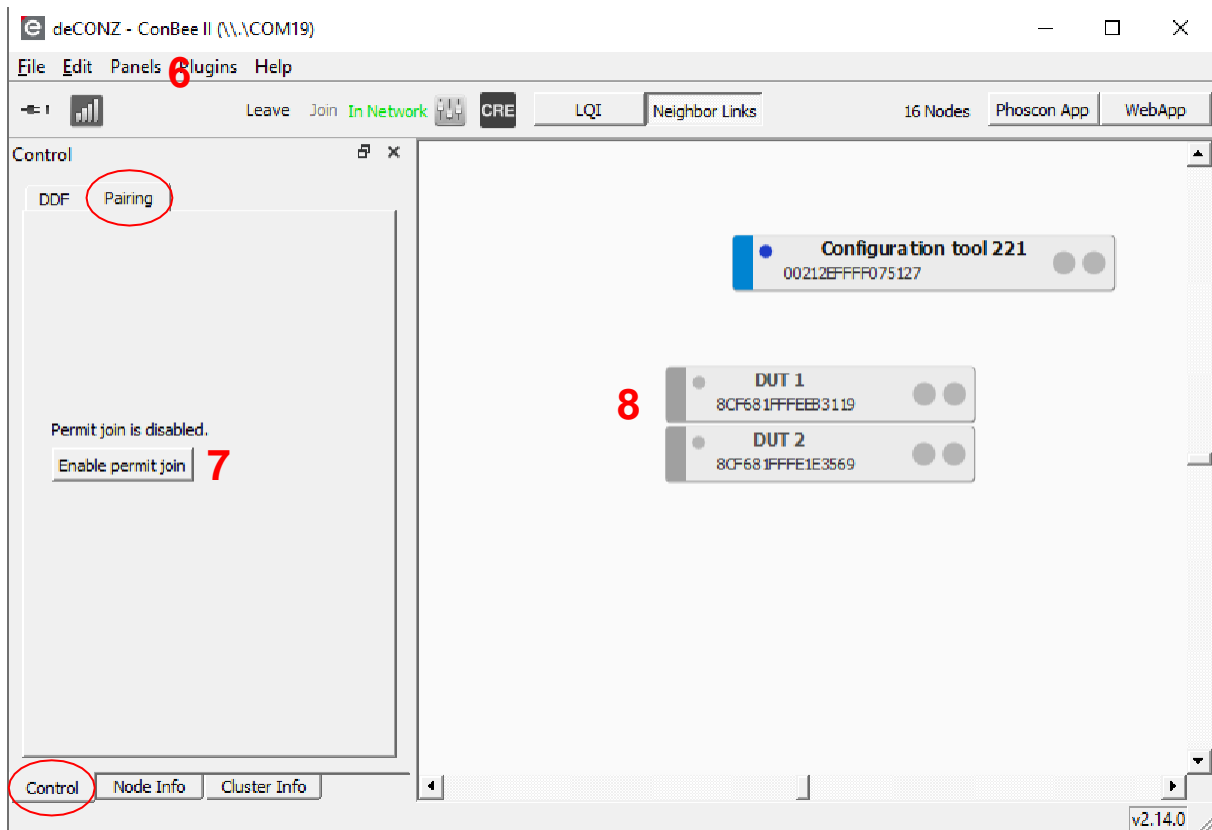 deCONZ - ConBee II (\\.\COM19)
File Edit Panels Plugins Help
6
Leave Join In Network CRE LQI Neighbor Links 16 Nodes Phoscon App WebApp
Control
DDF Pairing
Configuration tool 221
00212EFFFF075127
DUT 1
8CF681FFFEEB3119
8
DUT 2
8CF681FFFE1E3569
Permit join is disabled.
Enable permit join 7
Control Node Info Cluster Info
v2.14.0